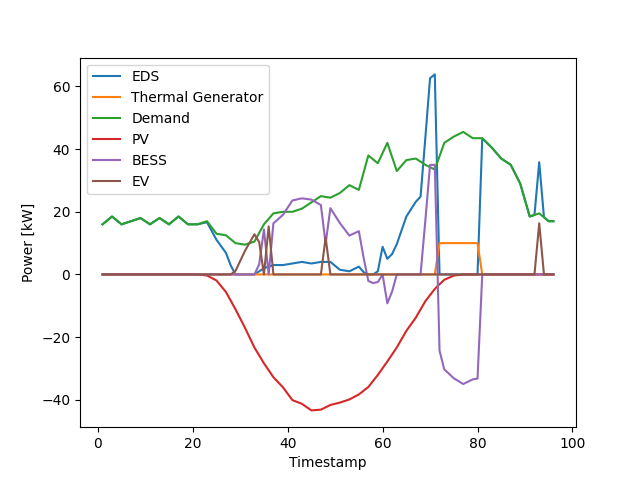 60
40
20
0
−20
−40
Power [kW]
EDS
Thermal Generator
Demand
PV
BESS
EV
0 20 40 60 80 100
Timestamp